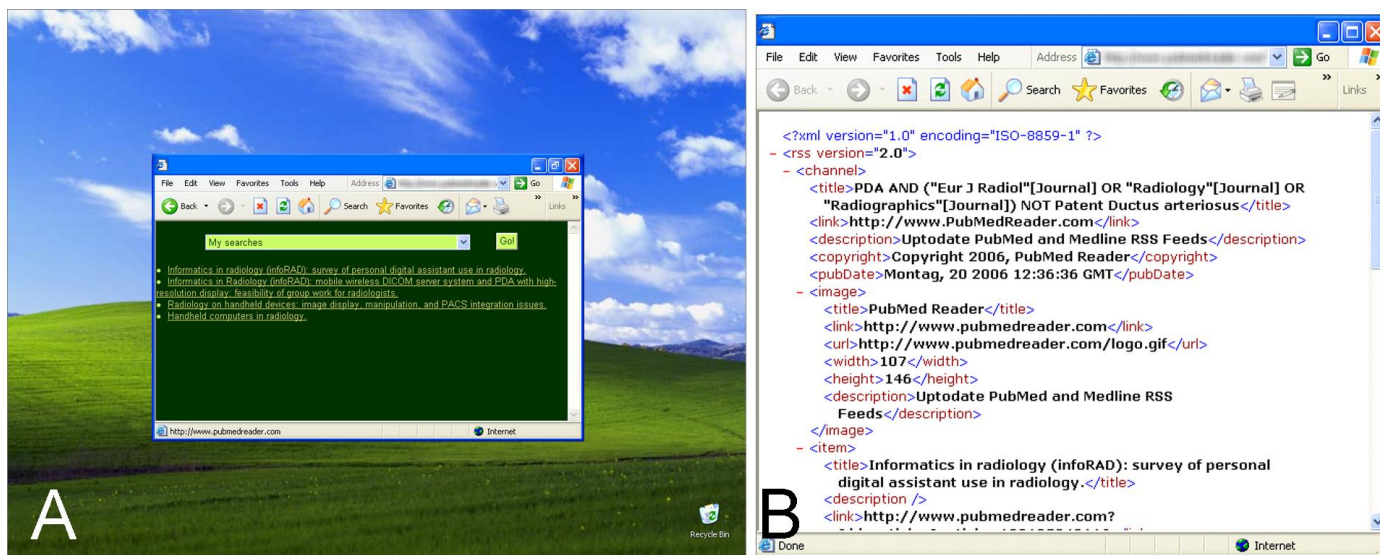 File Edit View Favorites Tools Help Address Go
Back Search Favorites » Links »
My searches Go!
• Informatics in radiology (infoRAD): survey of personal digital assistant use in radiology.
• Informatics in Radiology (infoRAD): mobile wireless DICOM server system and PDA with high-
resolution display: feasibility of group work for radiologists.
• Radiology on handheld devices: image display, manipulation, and PACS integration issues.
• Handheld computers in radiology.
http://www.pubmedreader.com Internet
Recycle Bin
A
File Edit View Favorites Tools Help Address Go
Back Search Favorites » Links »
<?xml version="1.0" encoding="ISO-8859-1" ?>
- <rss version="2.0">
- <channel>
<title>PDA AND ("Eur J Radiol"[Journal] OR "Radiology"[Journal] OR
"Radiographics"[Journal]) NOT Patent Ductus arteriosus</title>
<link>http://www.PubMedReader.com</link>
<description>Uptodate PubMed and Medline RSS Feeds</description>
<copyright>Copyright 2006, PubMed Reader</copyright>
<pubDate>Montag, 20 2006 12:36:36 GMT</pubDate>
- <image>
<title>PubMed Reader</title>
<link>http://www.pubmedreader.com</link>
<url>http://www.pubmedreader.com/logo.gif</url>
<width>107</width>
<height>146</height>
<description>Uptodate PubMed and Medline RSS
Feeds</description>
</image>
- <item>
<title>Informatics in radiology (infoRAD): survey of personal
digital assistant use in radiology.</title>
<description />
<link>http://www.pubmedreader.com?
Done Internet
B